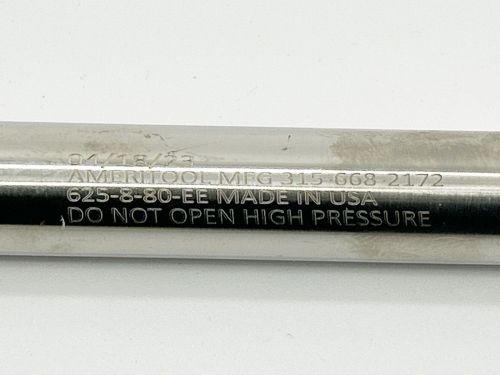 04/18/23
AMERITOOL MFG 315 668 2172
625-8-80-EE MADE IN USA
DO NOT OPEN HIGH PRESSURE